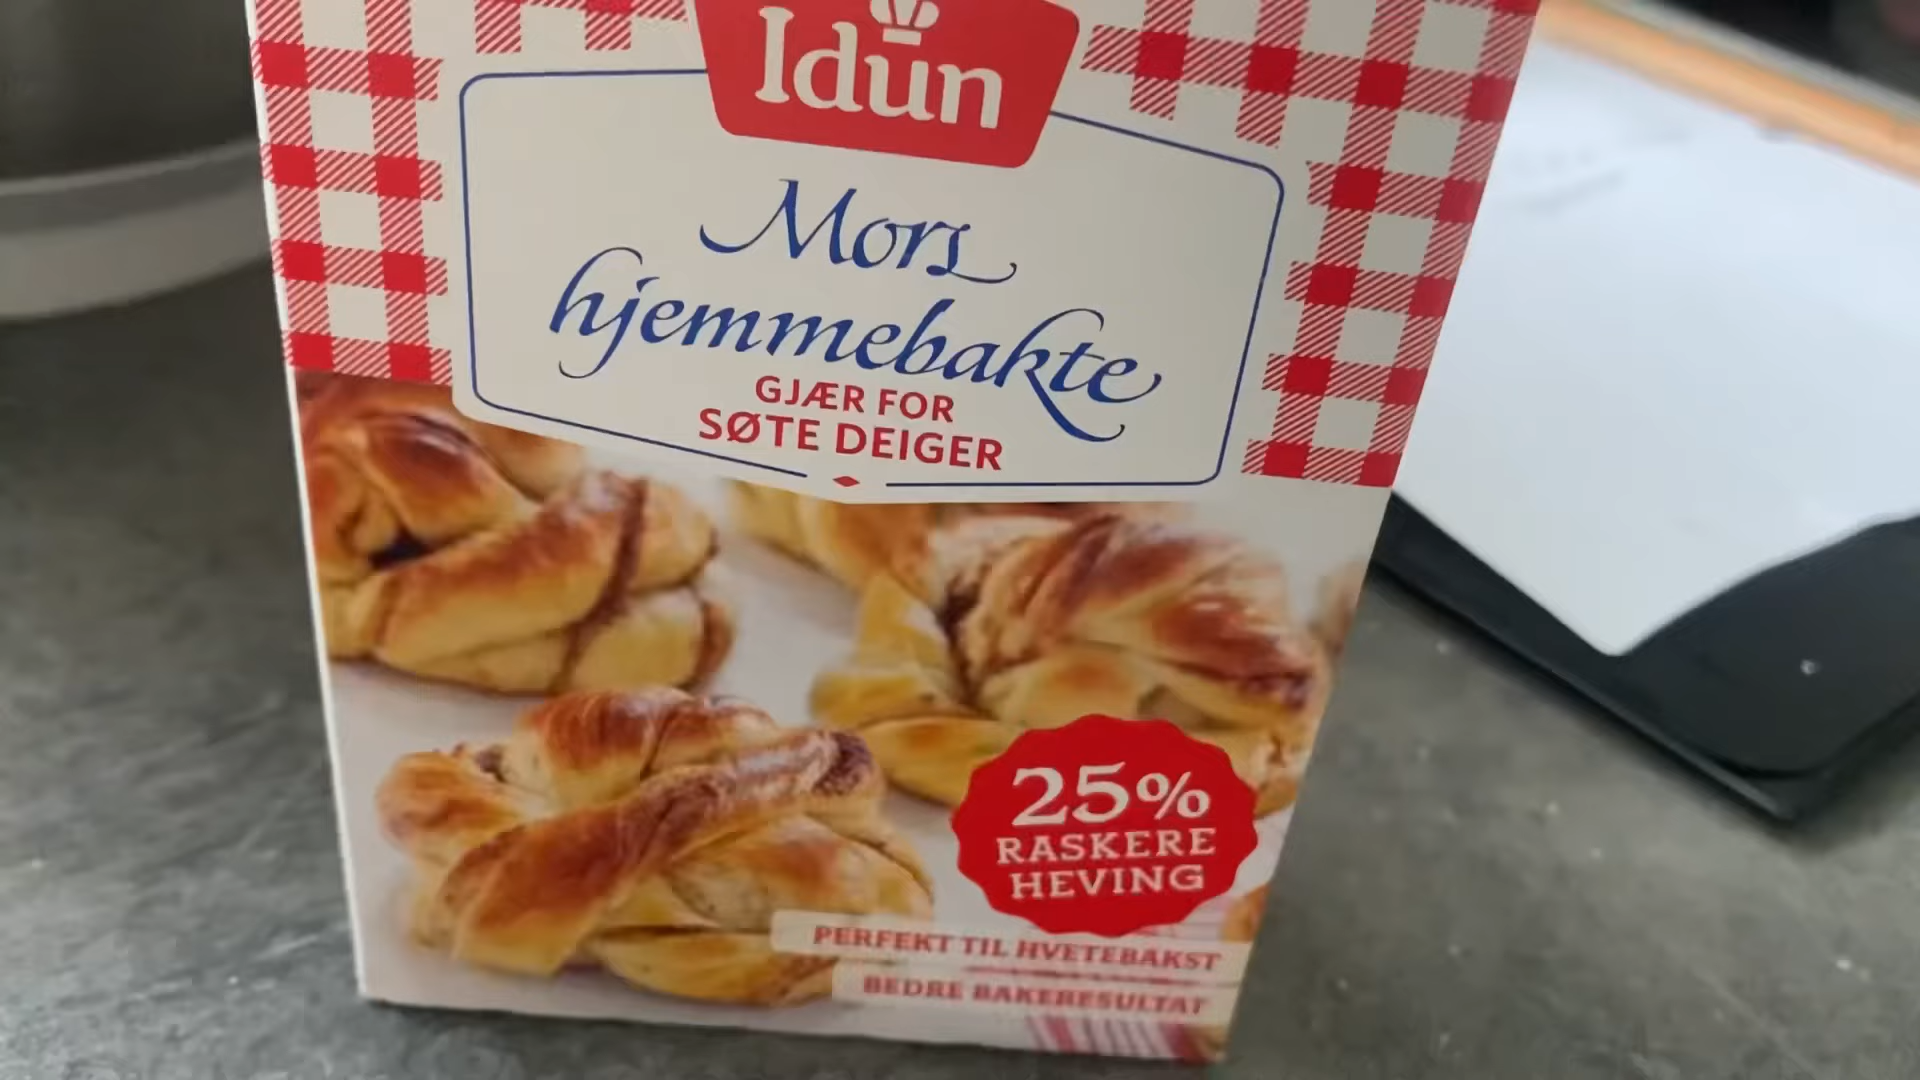 Idun
Mors
hjemmebakte
GJÆR FOR
SØTE DEIGER
25%
RASKERE
HEVING
PERFEKT TIL HVETEBAKST
BEDRE BAKERESULTAT